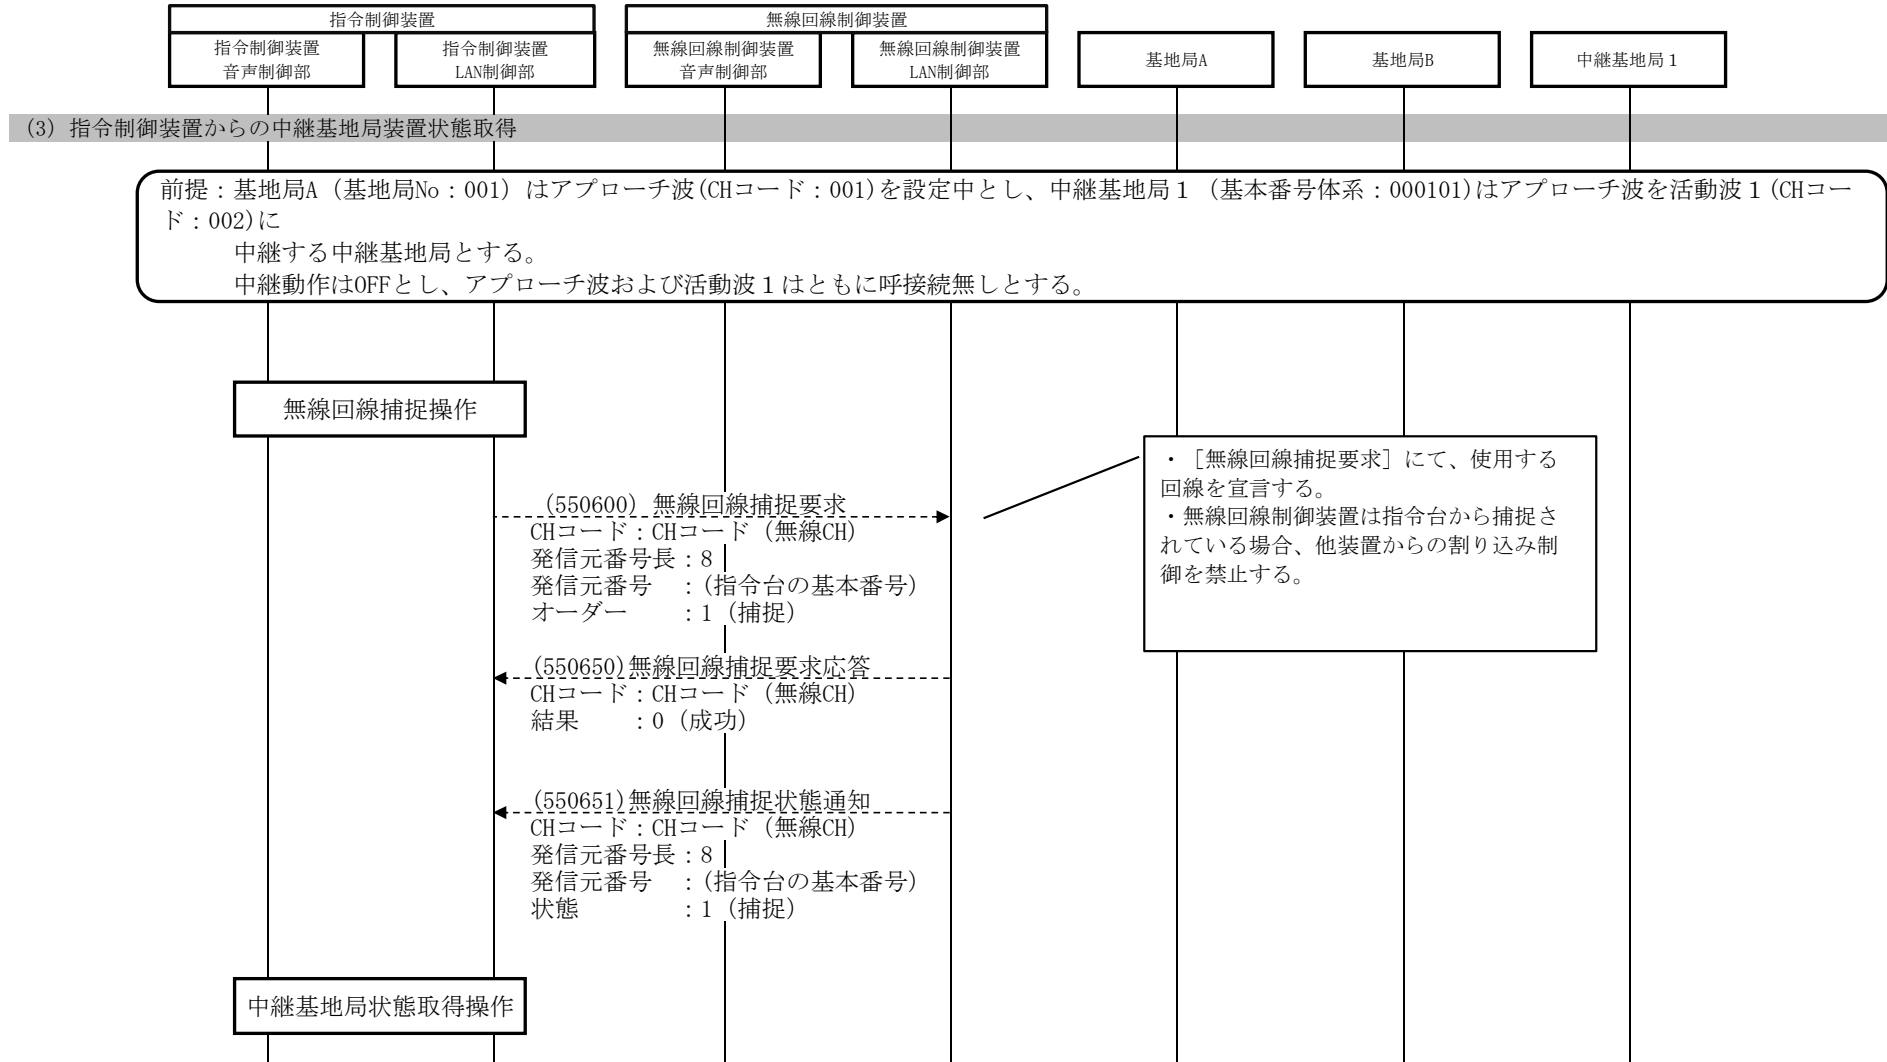 指令制御装置
無線回線制御装置
指令制御装置
音声制御部
指令制御装置
LAN制御部
無線回線制御装置
音声制御部
無線回線制御装置
LAN制御部
基地局A
基地局B
中継基地局１
(3) 指令制御装置からの中継基地局装置状態取得
前提：基地局A（基地局No：001）はアプローチ波(CHコード：001)を設定中とし、中継基地局１（基本番号体系：000101)はアプローチ波を活動波１(CHコー
ド：002)に
中継する中継基地局とする。
中継動作はOFFとし、アプローチ波および活動波１はともに呼接続無しとする。
無線回線捕捉操作
(550600) 無線回線捕捉要求
CHコード：CHコード（無線CH）
発信元番号長：8
発信元番号　：(指令台の基本番号)
オーダー　　：1（捕捉）
・［無線回線捕捉要求］にて、使用する
回線を宣言する。
・無線回線制御装置は指令台から捕捉さ
れている場合、他装置からの割り込み制
御を禁止する。
(550650)無線回線捕捉要求応答
CHコード：CHコード（無線CH）
結果　　：0（成功）
(550651)無線回線捕捉状態通知
CHコード：CHコード（無線CH）
発信元番号長：8
発信元番号　：(指令台の基本番号)
状態　　　　：1（捕捉）
中継基地局状態取得操作